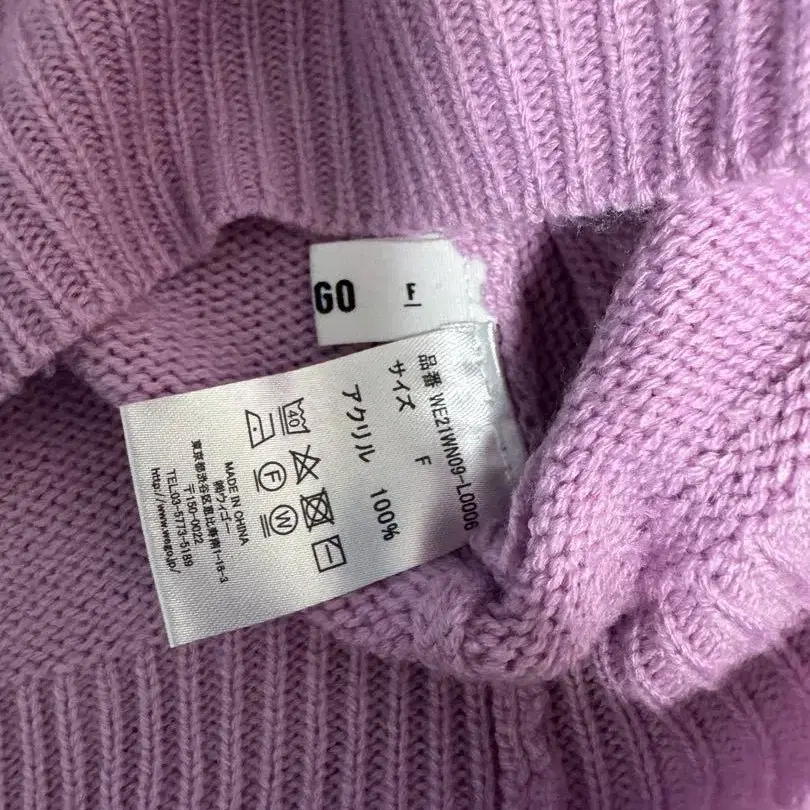 GO
F
品番 WE21WN09-L0006
サイズ F
アクリル 100%
40
F
W
MADE IN CHINA
㈱ウィゴー
東京都渋谷区恵比寿南1-16-3
〒150-0022
TEL.03-5773-5189
http://www.wego.jp/